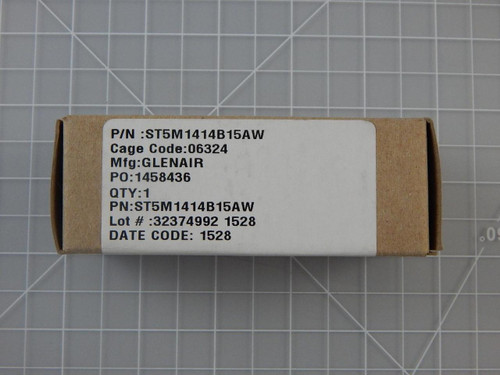 P/N :ST5M1414B15AW
Cage Code:06324
Mfg:GLENAIR
PO:1458436
QTY:1
PN:ST5M1414B15AW
Lot # :32374992 1528
DATE CODE: 1528